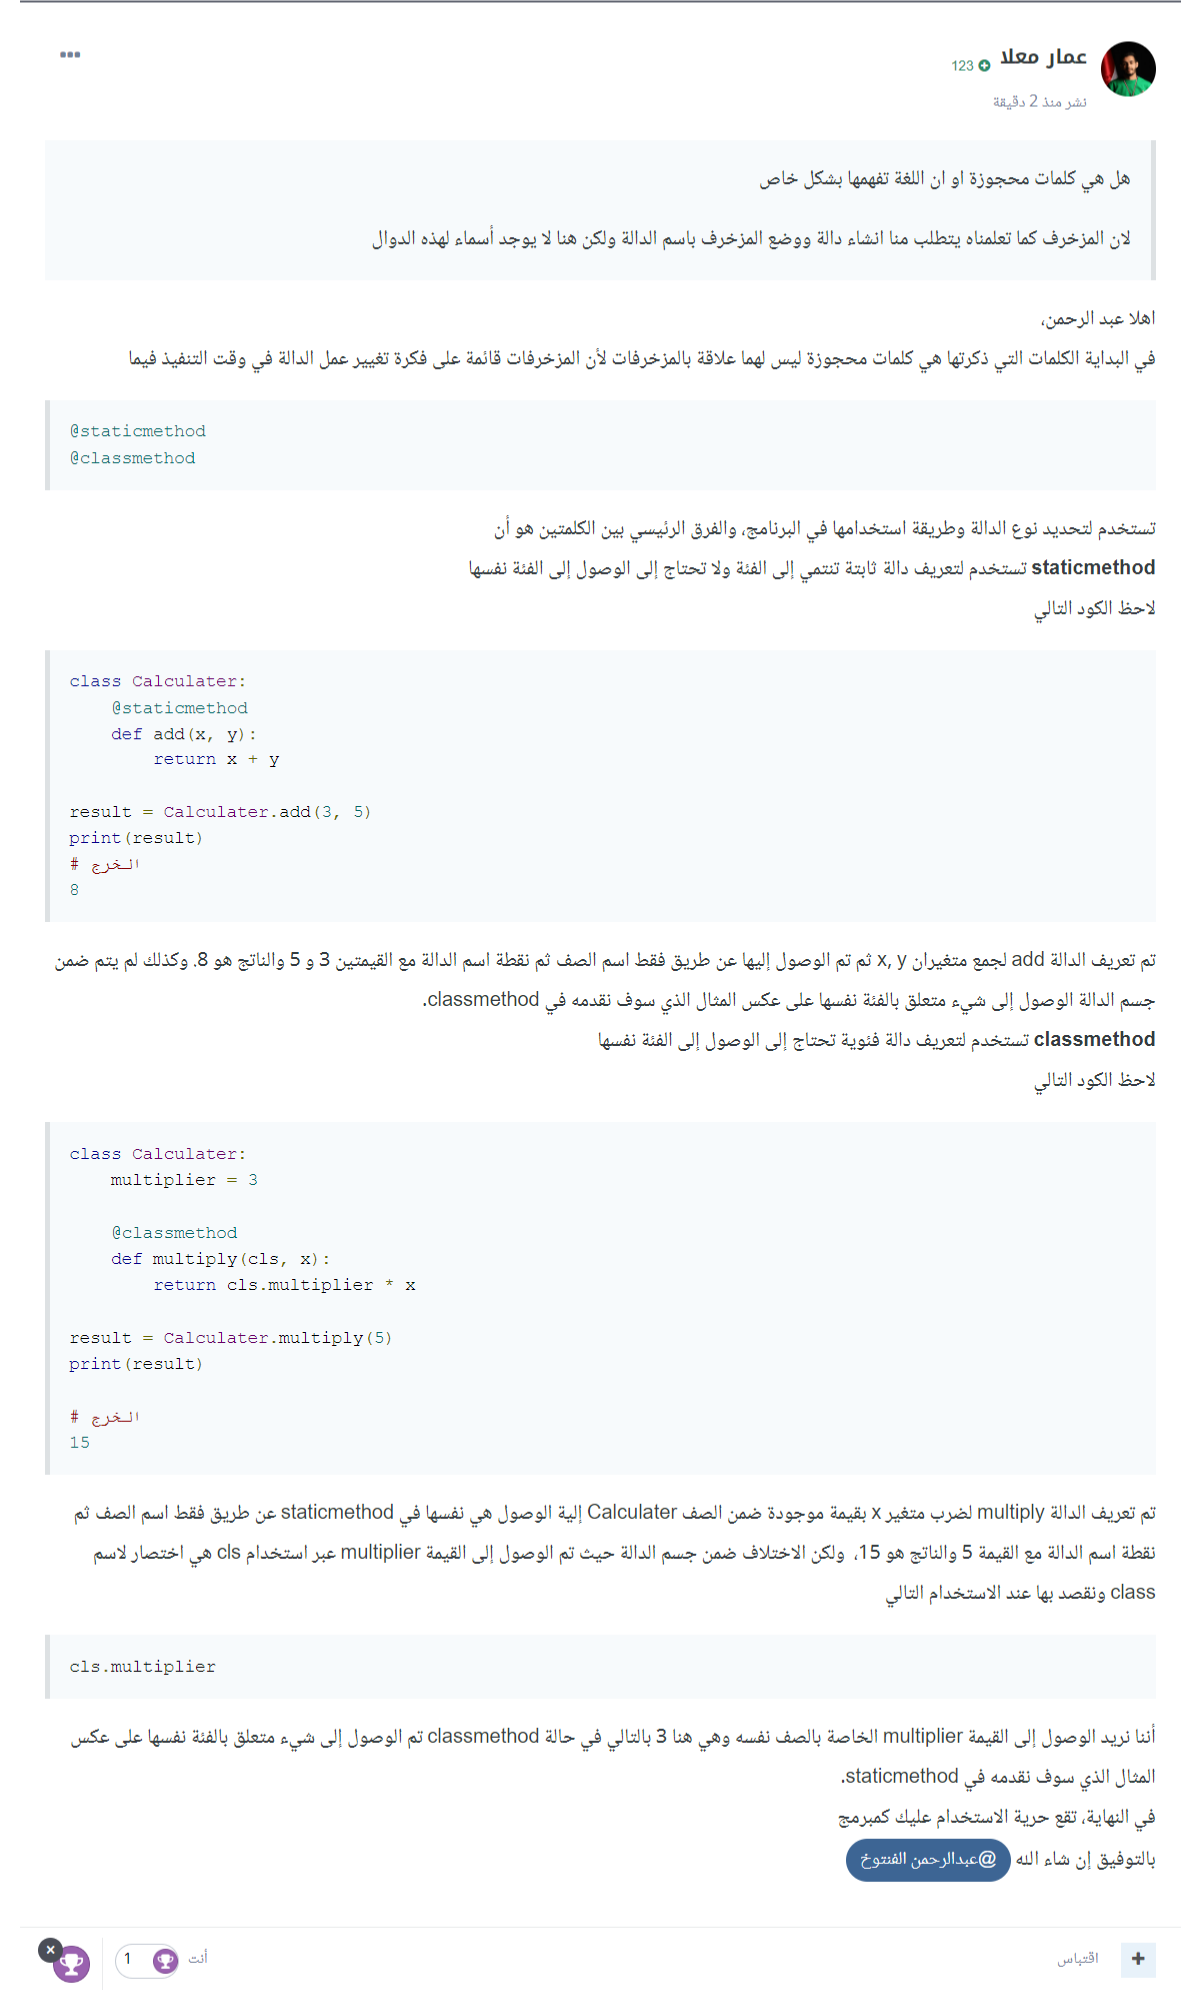 عمار معلا
123
نشر منذ 2 دقيقة
هل هي كلمات محجوزة او ان اللغة تفهمها بشكل خاص
لان المزخرف كما تعلمناه يتطلب منا انشاء دالة ووضع المزخرف باسم الدالة ولكن هنا لا يوجد أسماء لهذه الدوال
اهلا عبد الرحمن،
في البداية الكلمات التي ذكرتها هي كلمات محجوزة ليس لهما علاقة بالمزخرفات لأن المزخرفات قائمة على فكرة تغيير عمل الدالة في وقت التنفيذ فيما
@staticmethod
@classmethod
تستخدم لتحديد نوع الدالة وطريقة استخدامها في البرنامج، والفرق الرئيسي بين الكلمتين هو أن
staticmethod تستخدم لتعريف دالة ثابتة تنتمي إلى الفئة ولا تحتاج إلى الوصول إلى الفئة نفسها
لاحظ الكود التالي
class Calculater:
    @staticmethod
    def add(x, y):
        return x + y
result = Calculater.add(3, 5)
print(result)
# الخرج
8
تم تعريف الدالة add لجمع متغيران x, y ثم تم الوصول إليها عن طريق فقط اسم الصف ثم نقطة اسم الدالة مع القيمتين 3 و 5 والناتج هو 8. وكذلك لم يتم ضمن
جسم الدالة الوصول إلى شيء متعلق بالفئة نفسها على عكس المثال الذي سوف نقدمه في classmethod.
classmethod تستخدم لتعريف دالة فئوية تحتاج إلى الوصول إلى الفئة نفسها
لاحظ الكود التالي
class Calculater:
    multiplier = 3
    @classmethod
    def multiply(cls, x):
        return cls.multiplier * x
result = Calculater.multiply(5)
print(result)
# الخرج
15
تم تعريف الدالة multiply لضرب متغير x بقيمة موجودة ضمن الصف Calculater إلية الوصول هي نفسها في staticmethod عن طريق فقط اسم الصف ثم
نقطة اسم الدالة مع القيمة 5 والناتج هو 15، ولكن الاختلاف ضمن جسم الدالة حيث تم الوصول إلى القيمة multiplier عبر استخدام cls هي اختصار لاسم
class ونقصد بها عند الاستخدام التالي
cls.multiplier
أننا نريد الوصول إلى القيمة multiplier الخاصة بالصف نفسه وهي هنا 3 بالتالي في حالة classmethod تم الوصول إلى شيء متعلق بالفئة نفسها على عكس
المثال الذي سوف نقدمه في staticmethod.
في النهاية، تقع حرية الاستخدام عليك كمبرمج
بالتوفيق إن شاء الله @عبدالرحمن الفنتوخ
اقتباس
أنت
1